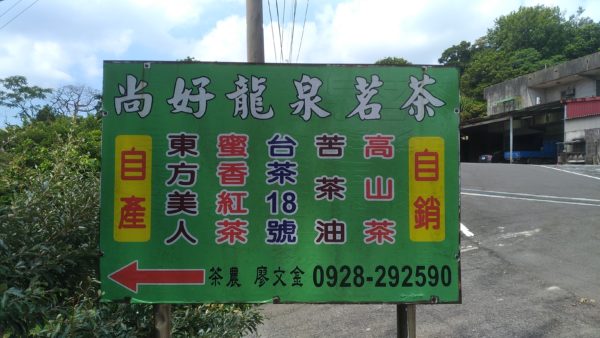 尚好龍泉茗茶
自產
東方美人
蜜香紅茶
台茶18號
苦茶油
高山茶
自銷
茶農 廖文金 0928-292590